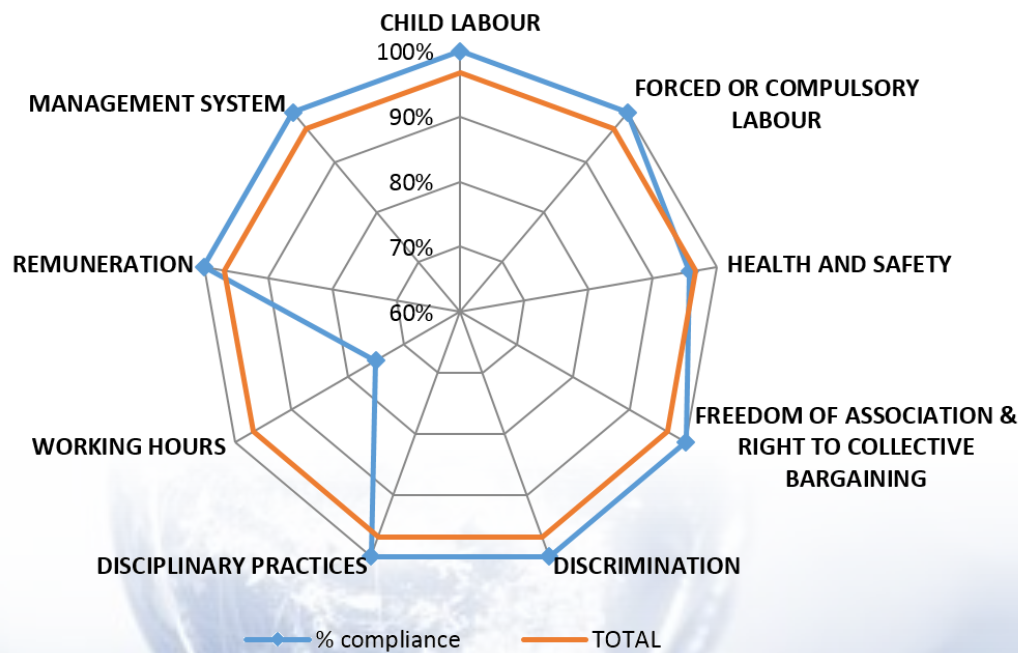 CHILD LABOUR
100%
90%
80%
70%
60%
FORCED OR COMPULSORY
LABOUR
HEALTH AND SAFETY
FREEDOM OF ASSOCIATION &
RIGHT TO COLLECTIVE
BARGAINING
DISCRIMINATION
DISCIPLINARY PRACTICES
WORKING HOURS
REMUNERATION
MANAGEMENT SYSTEM
% compliance
TOTAL